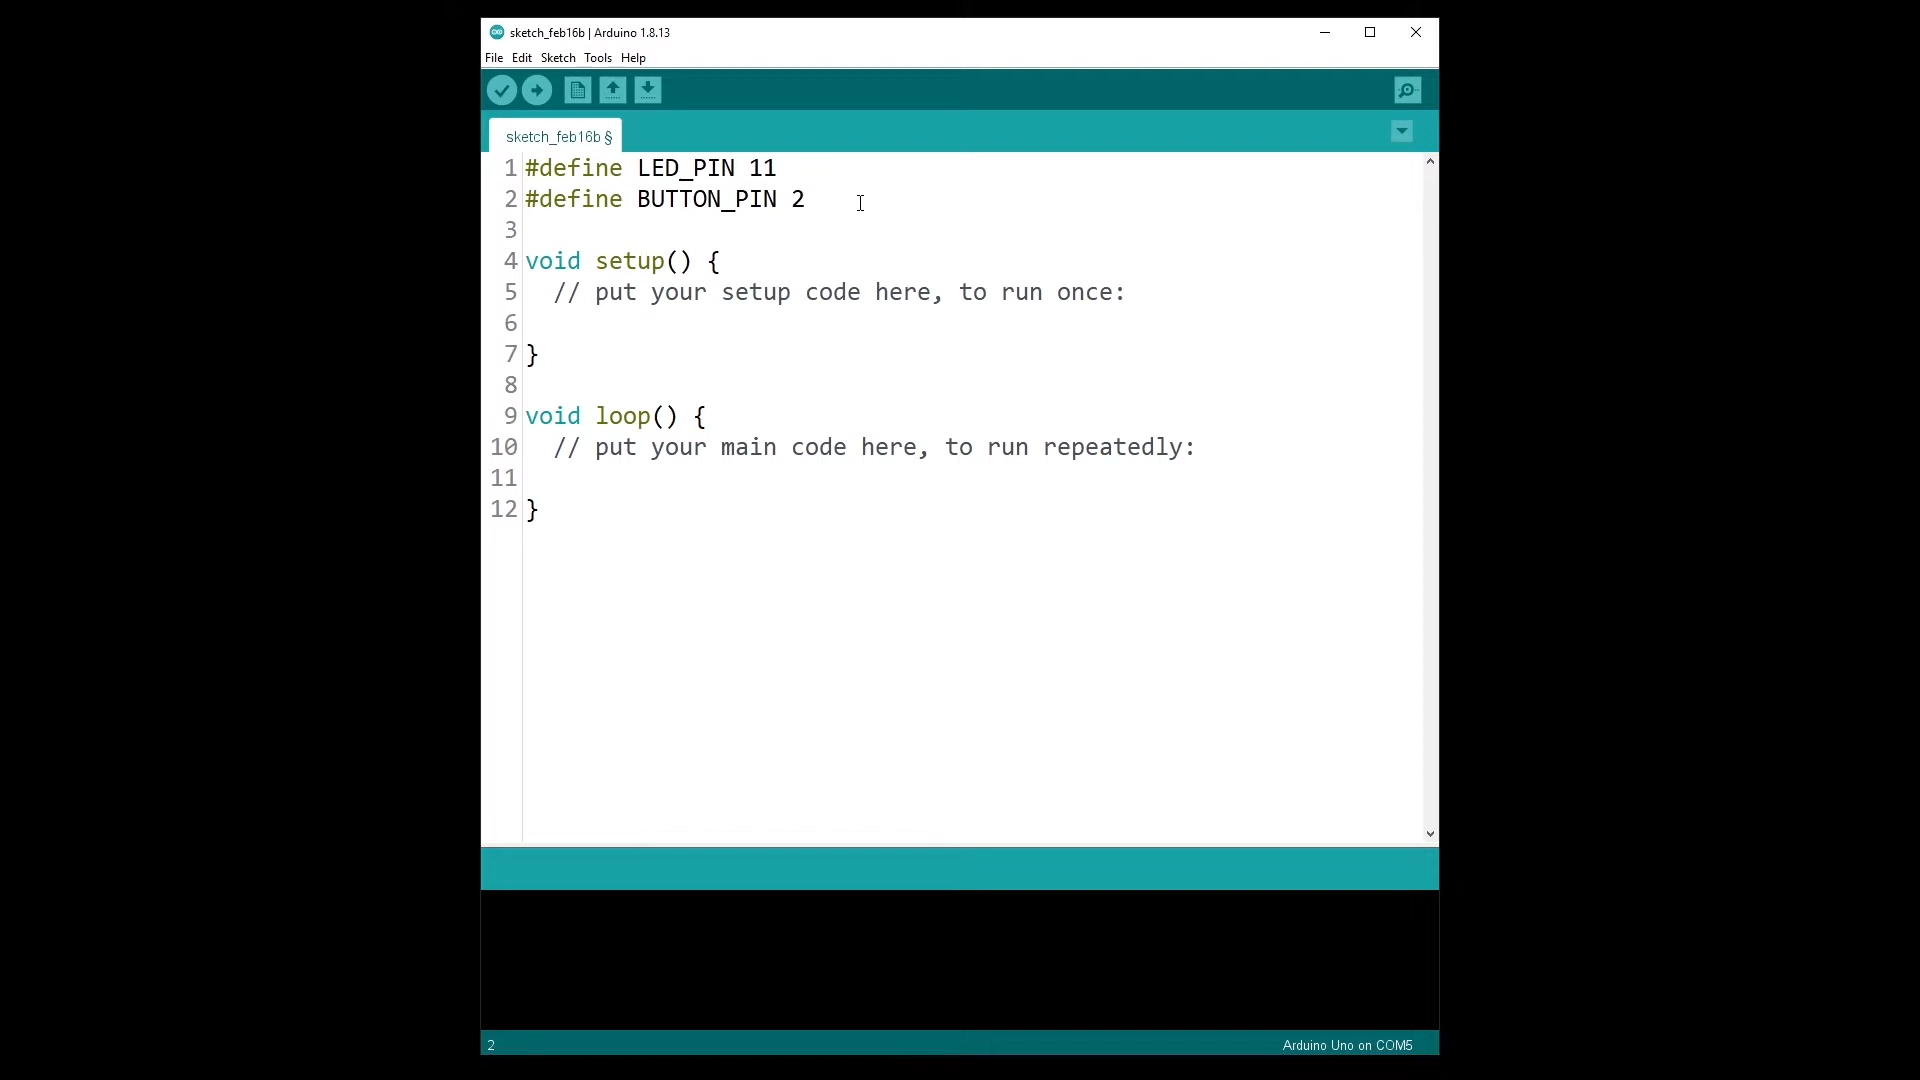 sketch_feb16b | Arduino 1.8.13
File Edit Sketch Tools Help
sketch_feb16b §
1 #define LED_PIN 11
2 #define BUTTON_PIN 2
3
4 void setup() {
5   // put your setup code here, to run once:
6
7 }
8
9 void loop() {
10   // put your main code here, to run repeatedly:
11
12 }
2 Arduino Uno on COM5